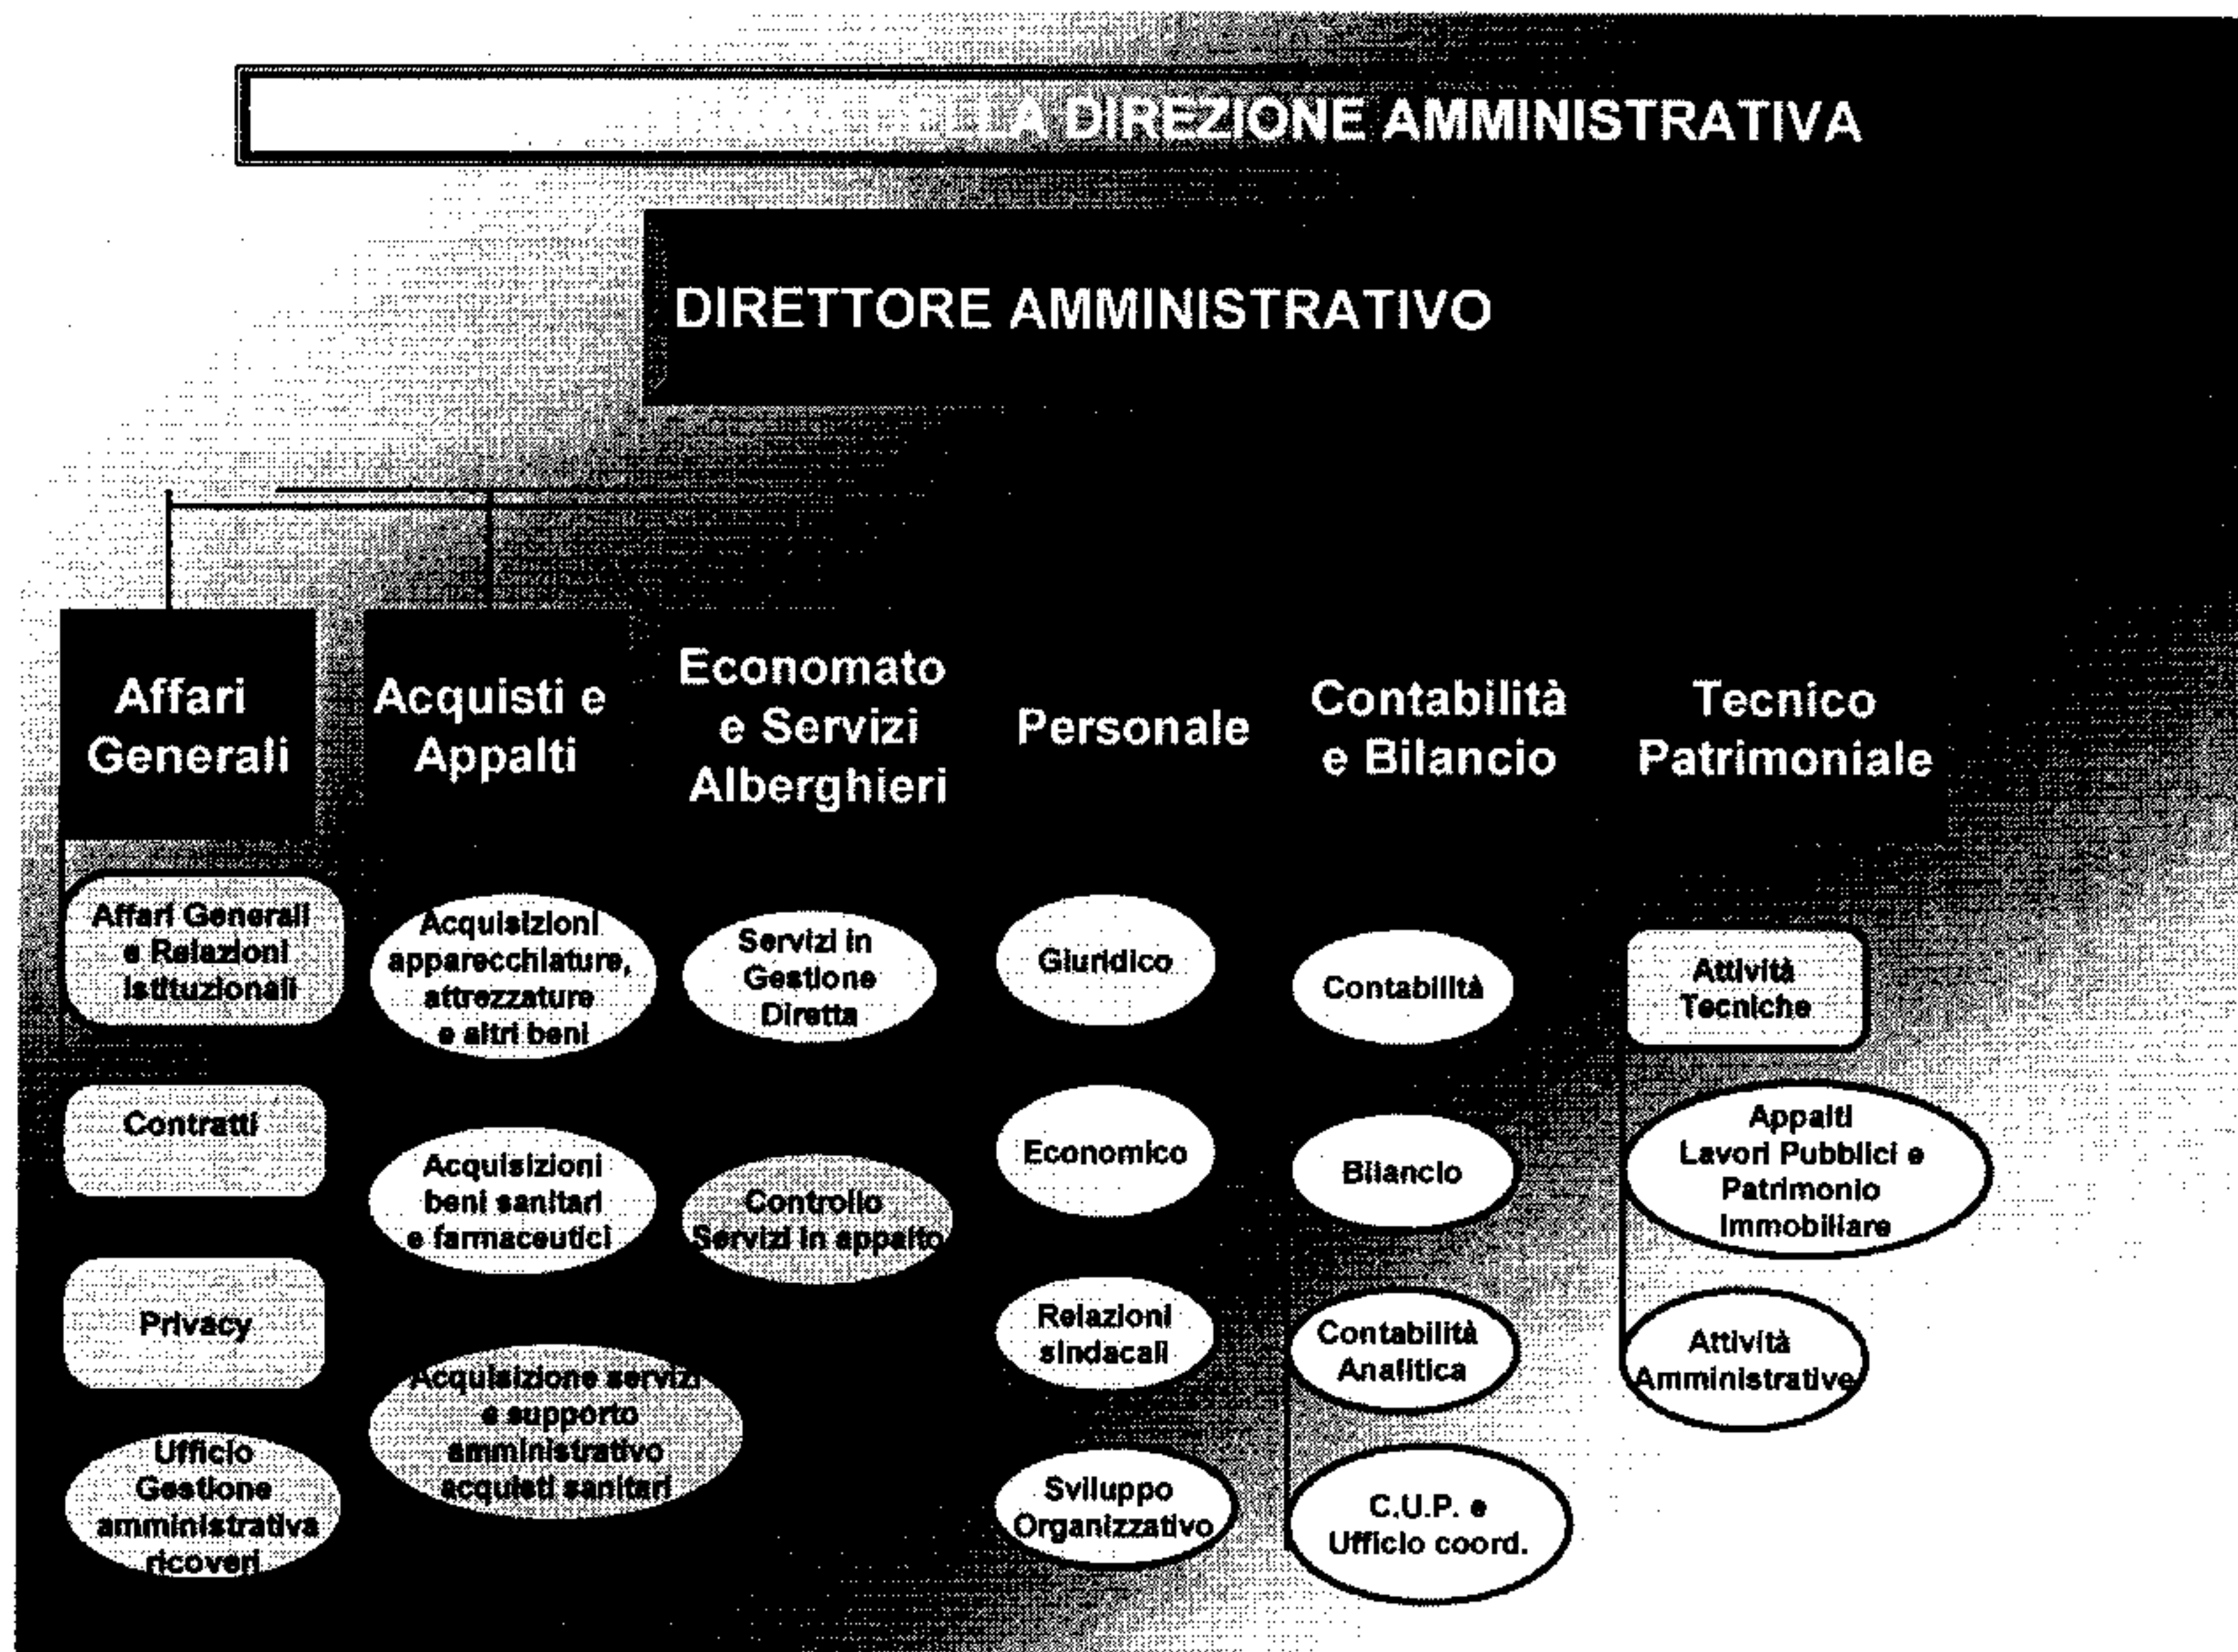 DELLA DIREZIONE AMMINISTRATIVA
DIRETTORE AMMINISTRATIVO
Affari
Generali
Acquisti e
Appalti
Economato
e Servizi
Alberghieri
Personale
Contabilità
e Bilancio
Tecnico
Patrimoniale
Affari Generali
e Relazioni
istituzionali
Contratti
Privacy
Ufficio
Gestione
amministrativa
ricoveri
Acquisizioni
apparecchiature,
attrezzature
e altri beni
Acquisizioni
beni sanitari
e farmaceutici
Acquisizione servizi
e supporto
amministrativo
acquisti sanitari
Servizi in
Gestione
Diretta
Controllo
Servizi in appalto
Giuridico
Economico
Relazioni
sindacali
Sviluppo
Organizzativo
Contabilità
Bilancio
Contabilità
Analitica
C.U.P. e
Ufficio coord.
Attività
Tecniche
Appalti
Lavori Pubblici e
Patrimonio
Immobiliare
Attività
Amministrative